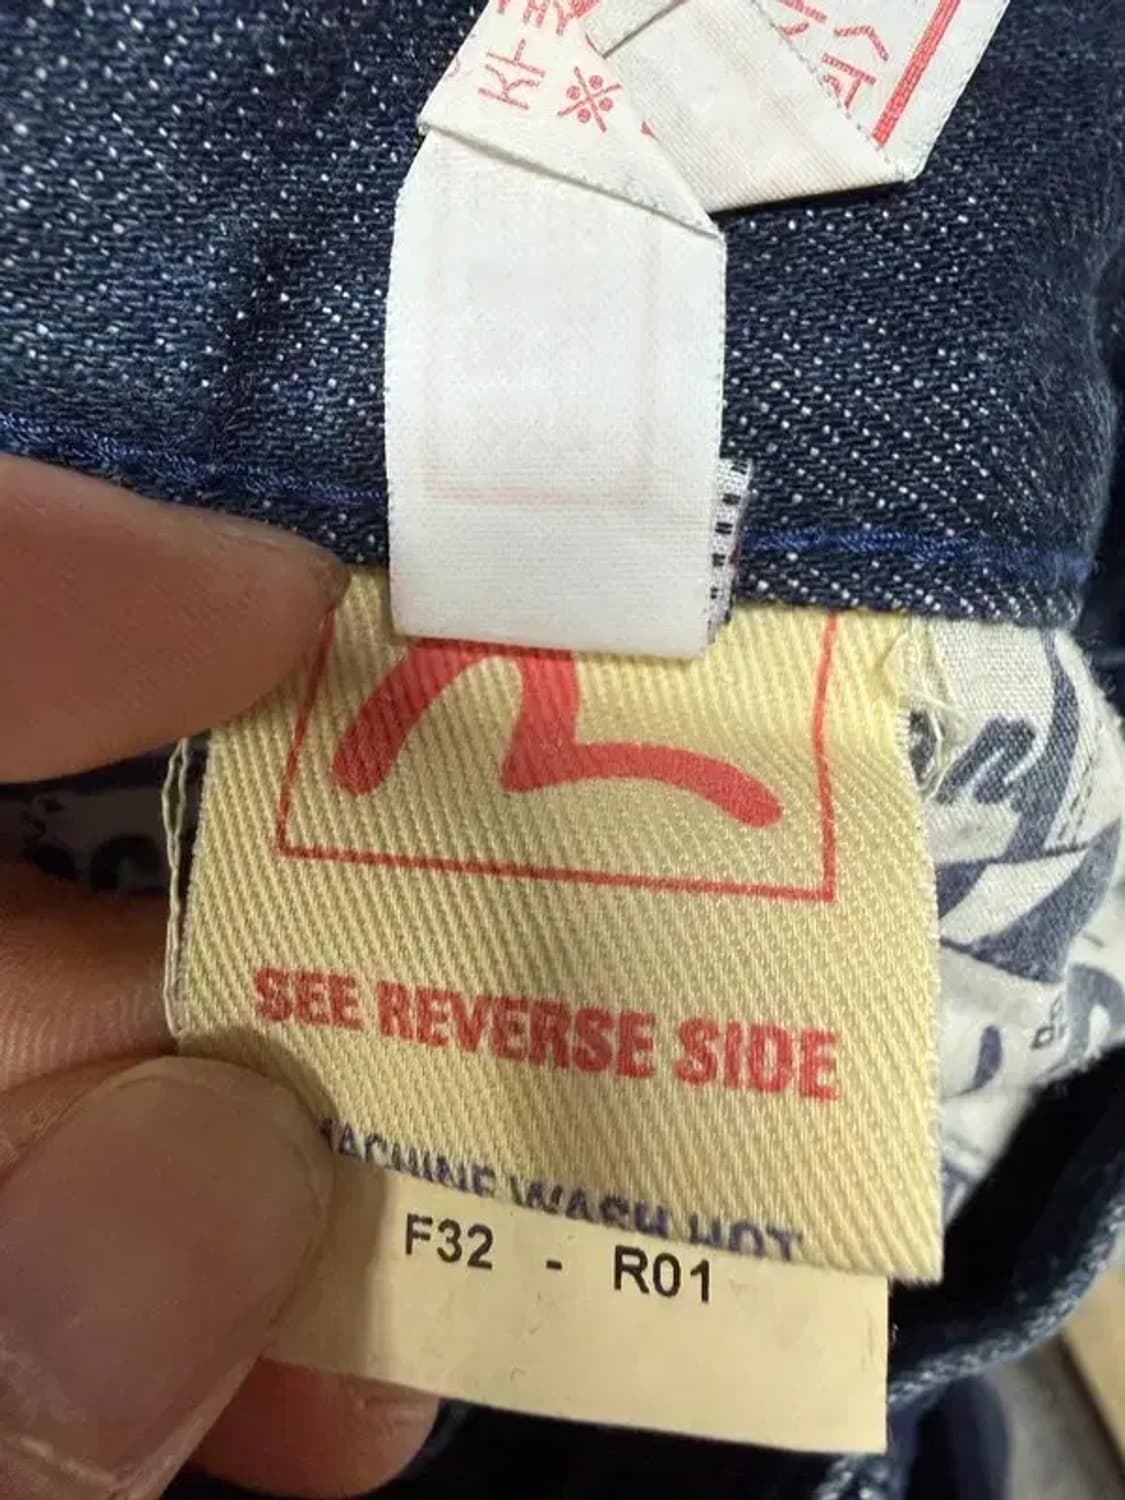 ※
SEE REVERSE SIDE
MACHINE WASH HOT
F32 - R01